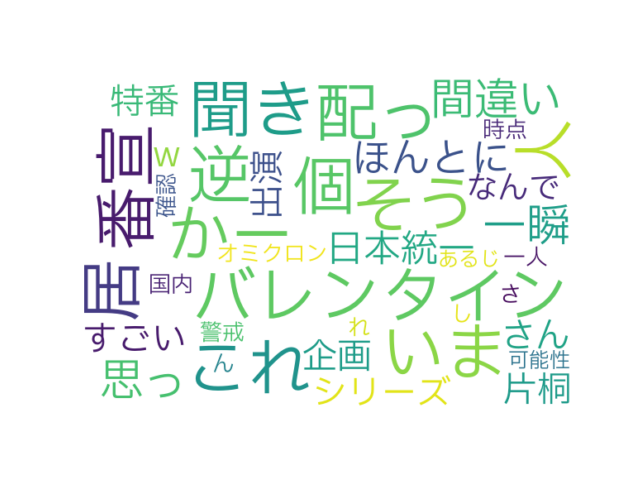 特番
聞き
配っ
間違い
時点
人
番宣
w
確認
逆
出演
個
ほんとに
なんで
そう
一瞬
かー
オミクロン
日本統一
あるじ
一人
居
国内
バレンタイン
さ
すごい
警戒
れ
し
さん
思っ
これ
ん
企画
いま
シリーズ
可能性
片桐